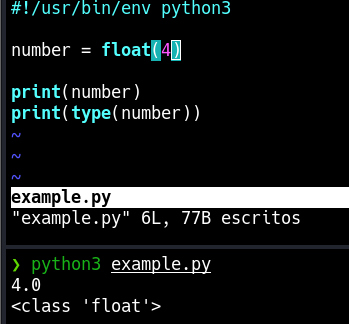 #!/usr/bin/env python3
number = float(4)
print(number)
print(type(number))
~
~
~
example.py
"example.py" 6L, 77B escritos
❯ python3 example.py
4.0
<class 'float'>